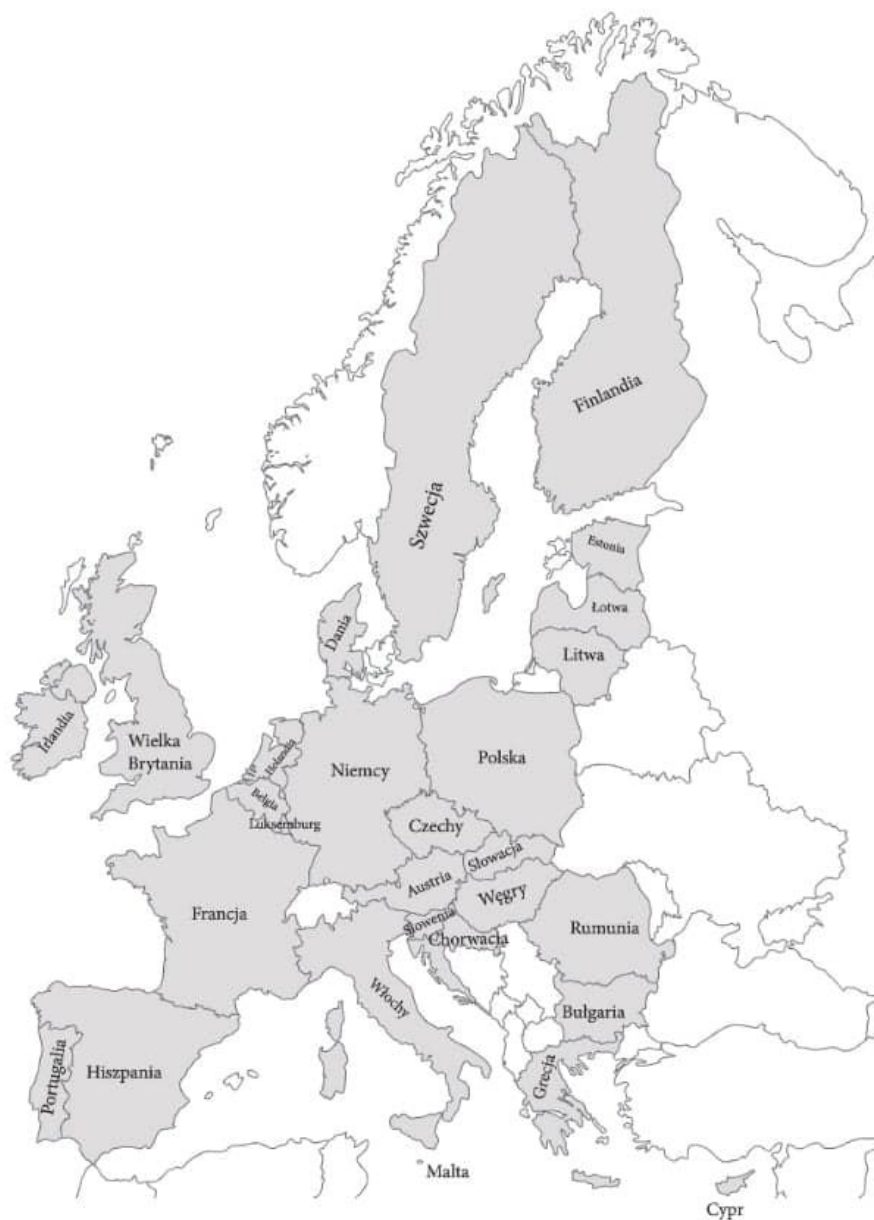 Finlandia
Szwecja
Estonia
Łotwa
Dania
Litwa
Irlandia
Wielka
Brytania
Holandia
Niemcy
Polska
Belgia
Luksemburg
Czechy
Słowacja
Austria
Węgry
Francja
Słowenia
Chorwacja
Rumunia
Włochy
Bułgaria
Portugalia
Hiszpania
Grecja
Malta
Cypr